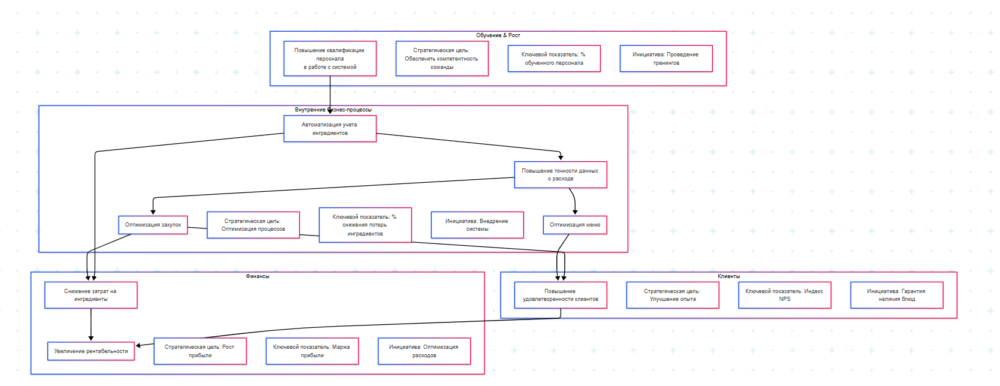 Обучение & Рост
Повышение квалификации
персонала
в работе с системой
Стратегическая цель:
Обеспечить компетентность
команды
Ключевой показатель: %
обученного персонала
Инициатива: Проведение
тренингов
Внутренние бизнес-процессы
Автоматизация учета
ингредиентов
Повышение точности данных
о расходе
Оптимизация закупок
Стратегическая цель:
Оптимизация процессов
Ключевой показатель: %
снижения потерь
ингредиентов
Инициатива: Внедрение
системы
Оптимизация меню
Финансы
Снижение затрат на
ингредиенты
Увеличение рентабельности
Стратегическая цель: Рост
прибыли
Ключевой показатель: Маржа
прибыли
Инициатива: Оптимизация
расходов
Клиенты
Повышение
удовлетворенности клиентов
Стратегическая цель:
Улучшение опыта
Ключевой показатель: Индекс
NPS
Инициатива: Гарантия
наличия блюд